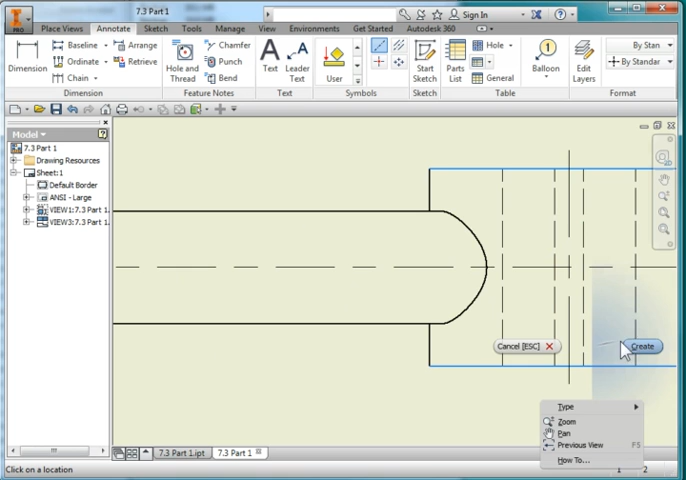 7.3 Part 1
Sign In
PRO
Place Views
Annotate
Sketch
Tools
Manage
View
Environments
Get Started
Autodesk 360
Dimension
Baseline
Ordinate
Chain
Arrange
Retrieve
Dimension
Hole and
Thread
Chamfer
Punch
Bend
Feature Notes
Text
Leader
Text
Text
User
Symbols
Start
Sketch
Sketch
Parts
List
Hole
General
Table
Balloon
1
Edit
Layers
By Stan
By Standar
Format
Model
7.3 Part 1
Drawing Resources
Sheet:1
Default Border
ANSI - Large
VIEW1:7.3 Part 1.
VIEW3:7.3 Part 1.
Cancel [ESC]
Create
Type
Zoom
Pan
Previous View F5
How To...
7.3 Part 1.ipt
7.3 Part 1
Click on a location
1 2